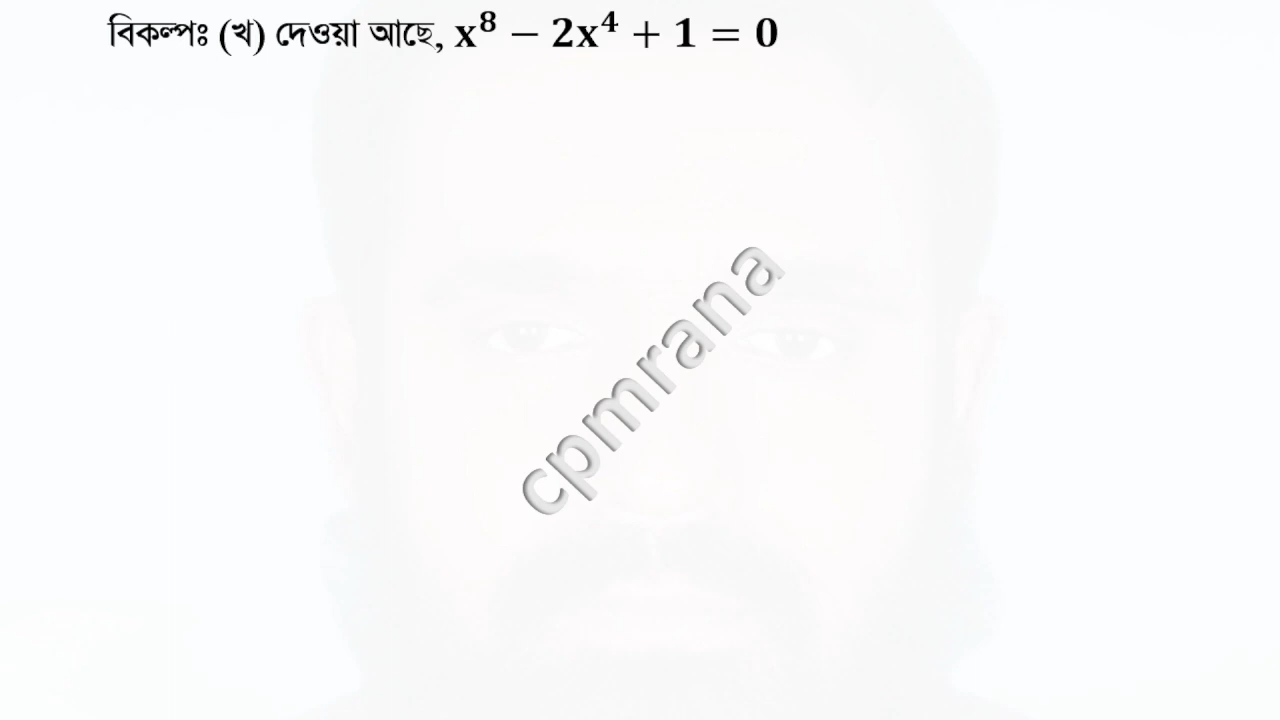 বিকল্পঃ (খ) দেওয়া আছে, x⁸ − 2x⁴ + 1 = 0
cpmrana